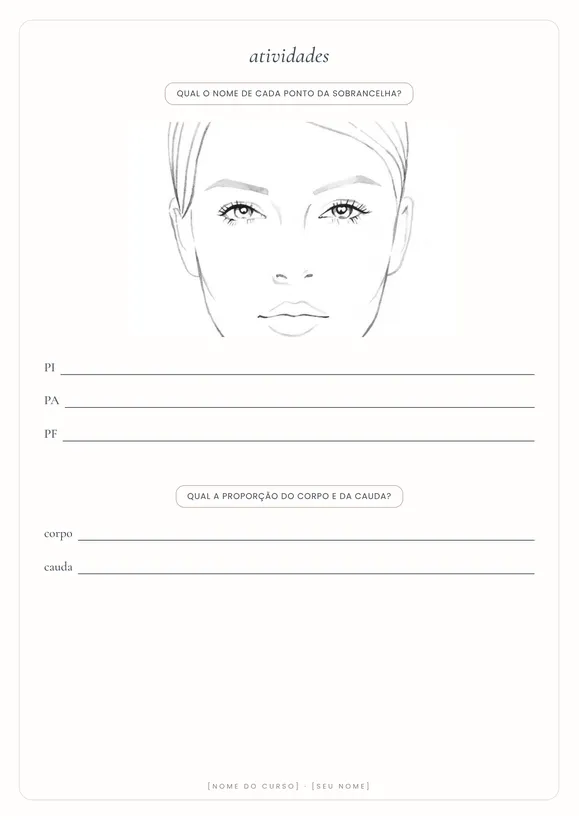 atividades
QUAL O NOME DE CADA PONTO DA SOBRANCELHA?
PI
PA
PF
QUAL A PROPORÇÃO DO CORPO E DA CAUDA?
corpo
cauda
[NOME DO CURSO] · [SEU NOME]